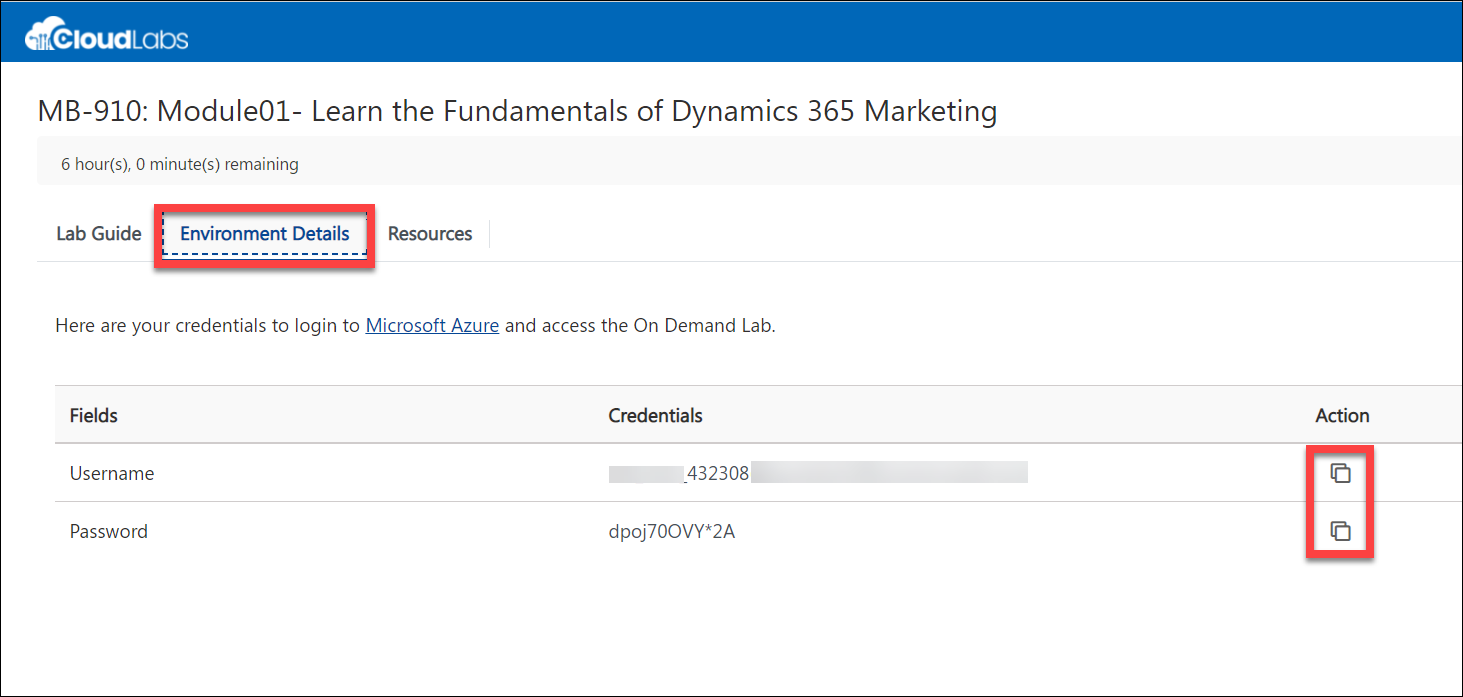 CloudLabs
MB-910: Module01- Learn the Fundamentals of Dynamics 365 Marketing
6 hour(s), 0 minute(s) remaining
Lab Guide Environment Details Resources
Here are your credentials to login to Microsoft Azure and access the On Demand Lab.
Fields Credentials Action
Username _432308
Password dpoj70OVY*2A